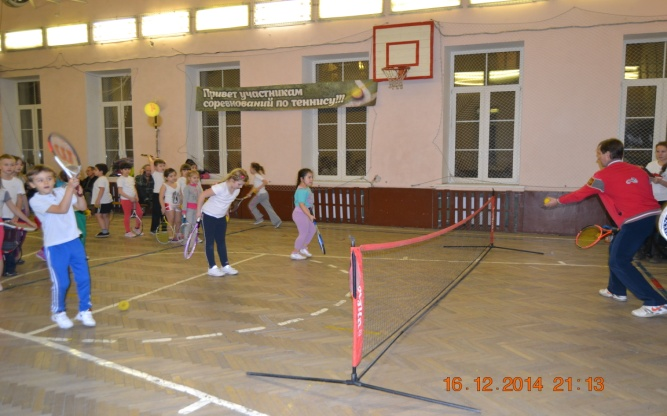 Привет участникам
соревнований по теннису!!!
16.12.2014 21:13